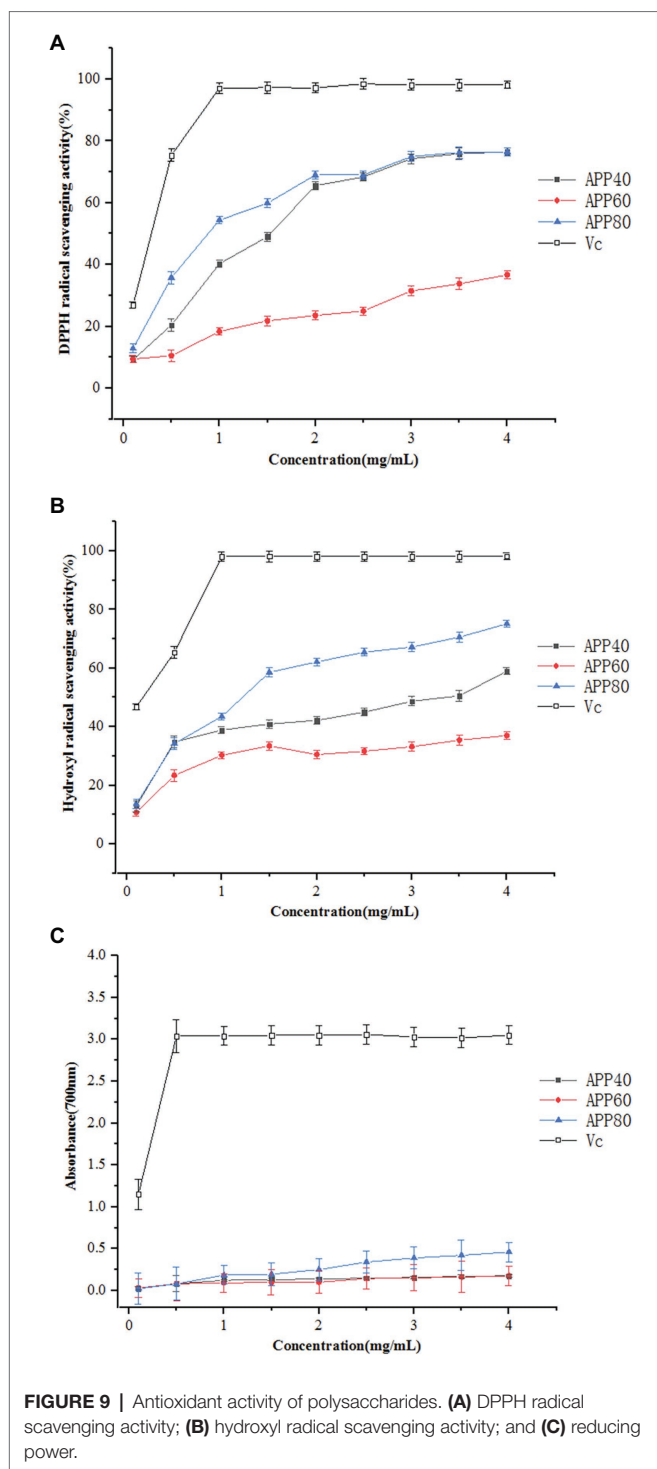 A
DPPH radical scavenging activity(%)
100
80
60
40
20
0
0 1 2 3 4
Concentration(mg/mL)
APP40
APP60
APP80
Vc
B
Hydroxyl radical scavenging activity(%)
100
80
60
40
20
0
0 1 2 3 4
Concentration(mg/mL)
APP40
APP60
APP80
Vc
C
Absorbance(700nm)
4.0
3.5
3.0
2.5
2.0
1.5
1.0
0.5
0.0
0 1 2 3 4
Concentration(mg/mL)
APP40
APP60
APP80
Vc
FIGURE 9 | Antioxidant activity of polysaccharides. (A) DPPH radical
scavenging activity; (B) hydroxyl radical scavenging activity; and (C) reducing
power.